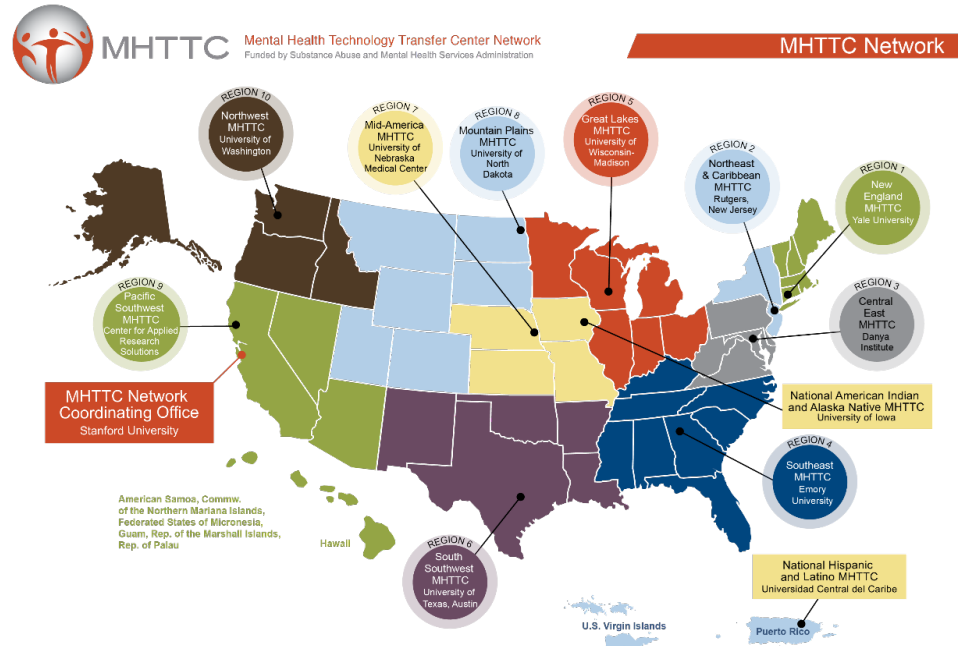 MHTTC
Mental Health Technology Transfer Center Network
Funded by Substance Abuse and Mental Health Services Administration
MHTTC Network
REGION 10
Northwest
MHTTC
University of
Washington
REGION 7
Mid-America
MHTTC
University of
Nebraska
Medical Center
REGION 8
Mountain Plains
MHTTC
University of
North
Dakota
REGION 5
Great Lakes
MHTTC
University of
Wisconsin-
Madison
REGION 2
Northeast
& Caribbean
MHTTC
Rutgers,
New Jersey
REGION 1
New
England
MHTTC
Yale University
REGION 9
Pacific
Southwest
MHTTC
Center for Applied
Research
Solutions
REGION 3
Central
East
MHTTC
Danya
Institute
MHTTC Network
Coordinating Office
Stanford University
National American Indian
and Alaska Native MHTTC
University of Iowa
REGION 4
Southeast
MHTTC
Emory
University
American Samoa, Commw.
of the Northern Mariana Islands,
Federated States of Micronesia,
Guam, Rep. of the Marshall Islands,
Rep. of Palau
Hawaii
REGION 6
South
Southwest
MHTTC
University of
Texas, Austin
National Hispanic
and Latino MHTTC
Universidad Central del Caribe
U.S. Virgin Islands
Puerto Rico